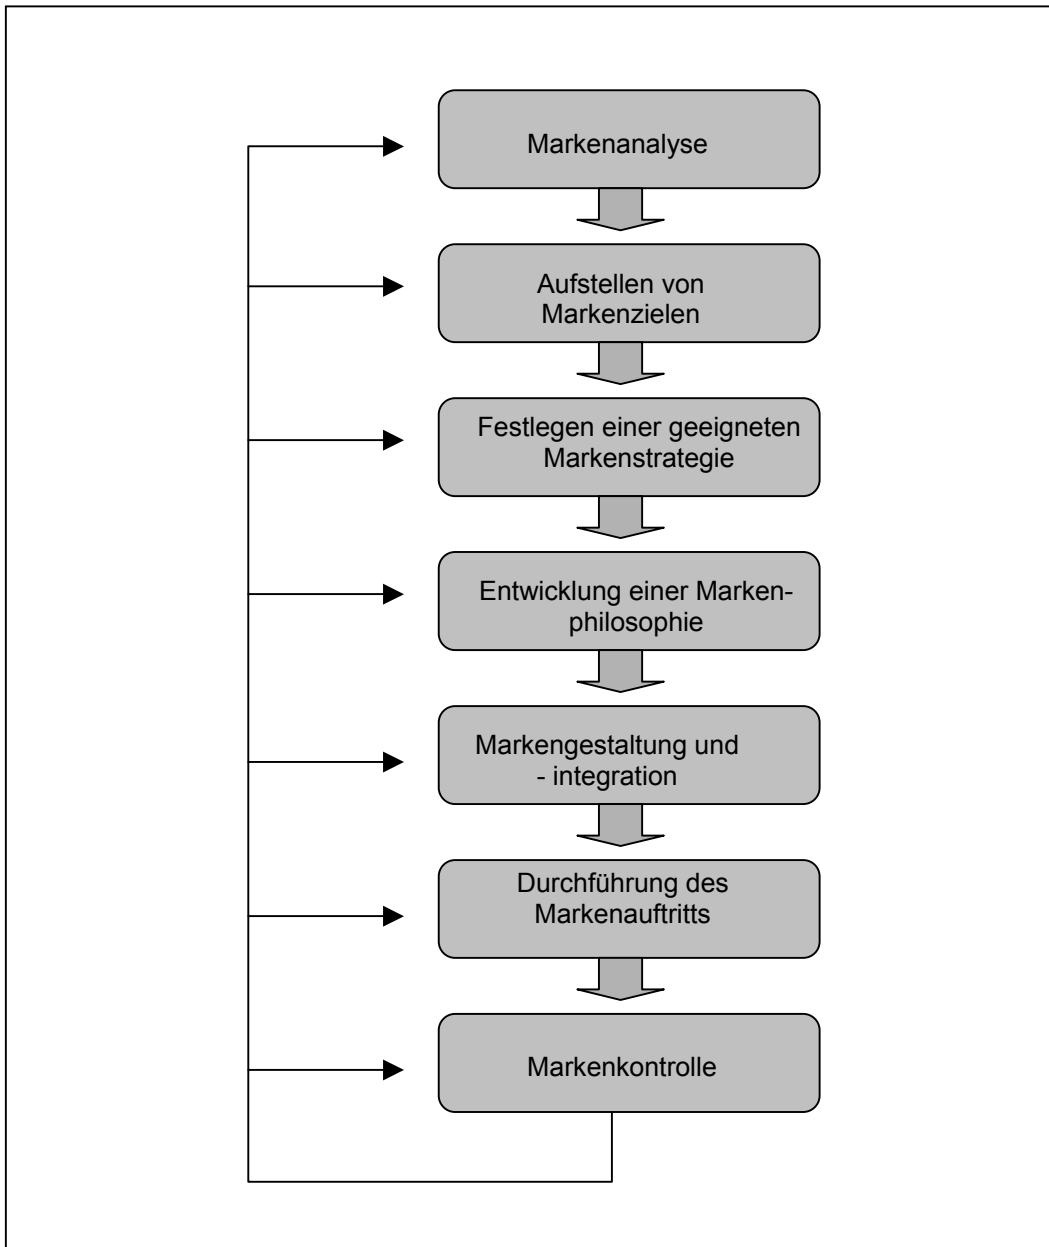 Markenanalyse
Aufstellen von
Markenzielen
Festlegen einer geeigneten
Markenstrategie
Entwicklung einer Marken-
philosophie
Markengestaltung und
- integration
Durchführung des
Markenauftritts
Markenkontrolle